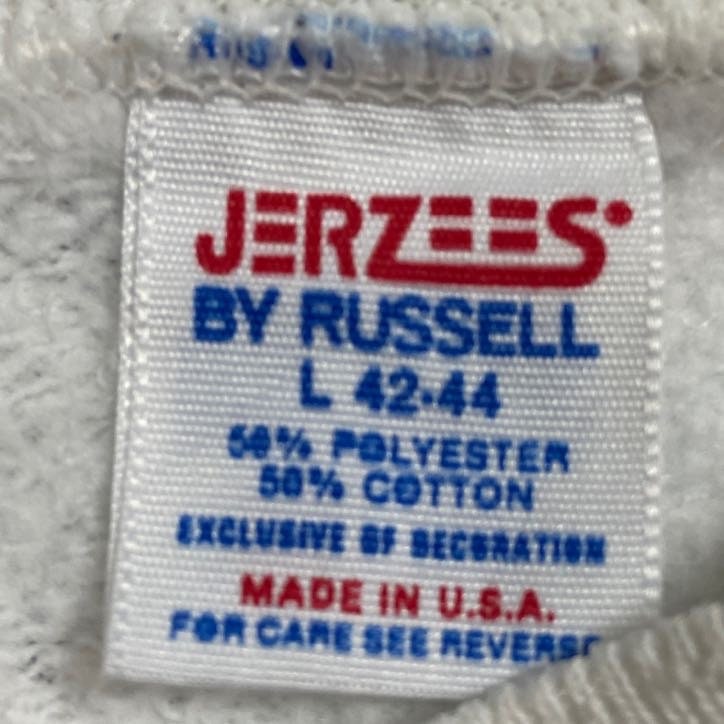 JERZEES
BY RUSSELL
L 42-44
50% POLYESTER
50% COTTON
EXCLUSIVE OF DECORATION
MADE IN U.S.A.
FOR CARE SEE REVERSE